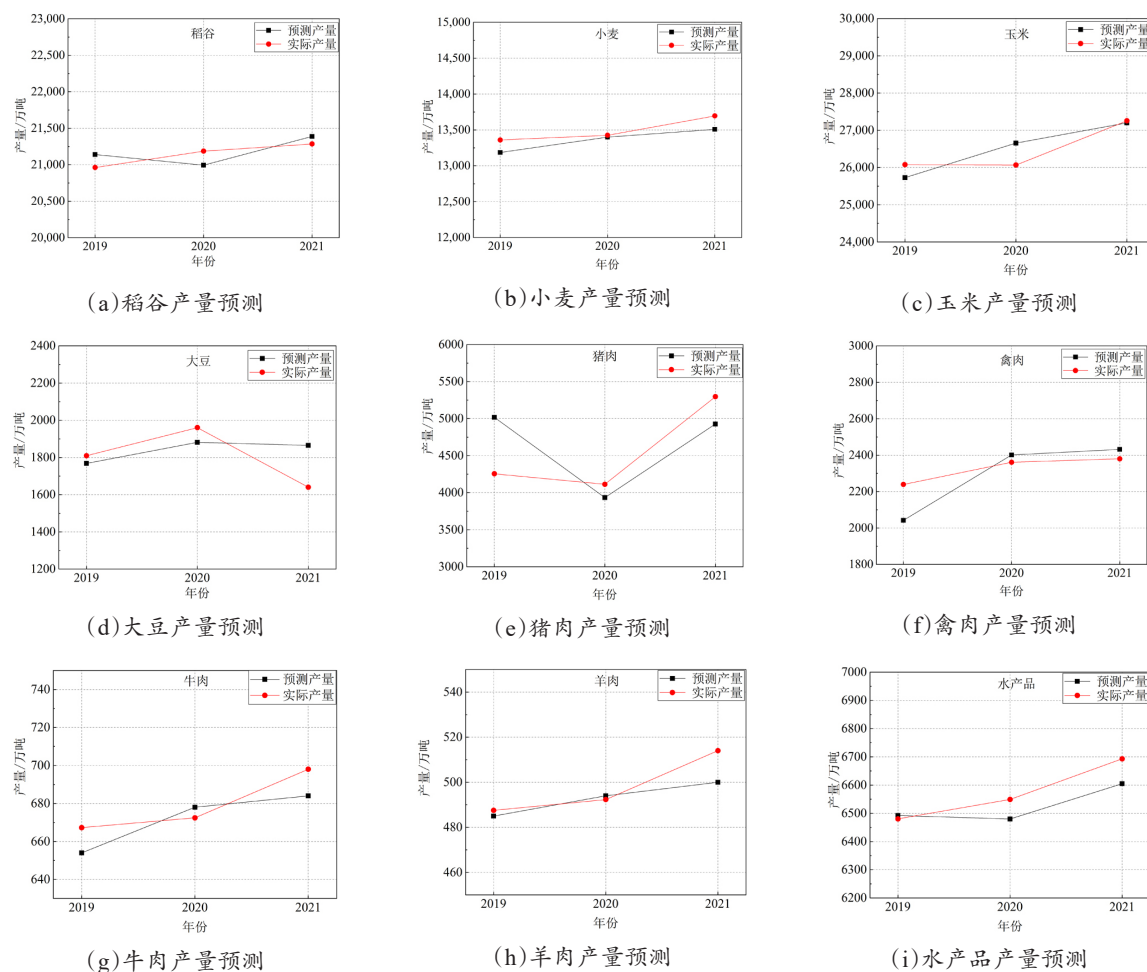 23,000
22,500
22,000
21,500
21,000
20,500
20,000
产量/万吨
稻谷
预测产量
实际产量
2019
2020
2021
年份
(a)稻谷产量预测
15,000
14,500
14,000
13,500
13,000
12,500
12,000
产量/万吨
小麦
预测产量
实际产量
2019
2020
2021
年份
(b)小麦产量预测
30,000
29,000
28,000
27,000
26,000
25,000
24,000
产量/万吨
玉米
预测产量
实际产量
2019
2020
2021
年份
(c)玉米产量预测
2400
2200
2000
1800
1600
1400
1200
产量/万吨
大豆
预测产量
实际产量
2019
2020
2021
年份
(d)大豆产量预测
6000
5500
5000
4500
4000
3500
3000
产量/万吨
猪肉
预测产量
实际产量
2019
2020
2021
年份
(e)猪肉产量预测
3000
2800
2600
2400
2200
2000
1800
产量/万吨
禽肉
预测产量
实际产量
2019
2020
2021
年份
(f)禽肉产量预测
740
720
700
680
660
640
产量/万吨
牛肉
预测产量
实际产量
2019
2020
2021
年份
(g)牛肉产量预测
540
520
500
480
460
产量/万吨
羊肉
预测产量
实际产量
2019
2020
2021
年份
(h)羊肉产量预测
7000
6900
6800
6700
6600
6500
6400
6300
6200
产量/万吨
水产品
预测产量
实际产量
2019
2020
2021
年份
(i)水产品产量预测